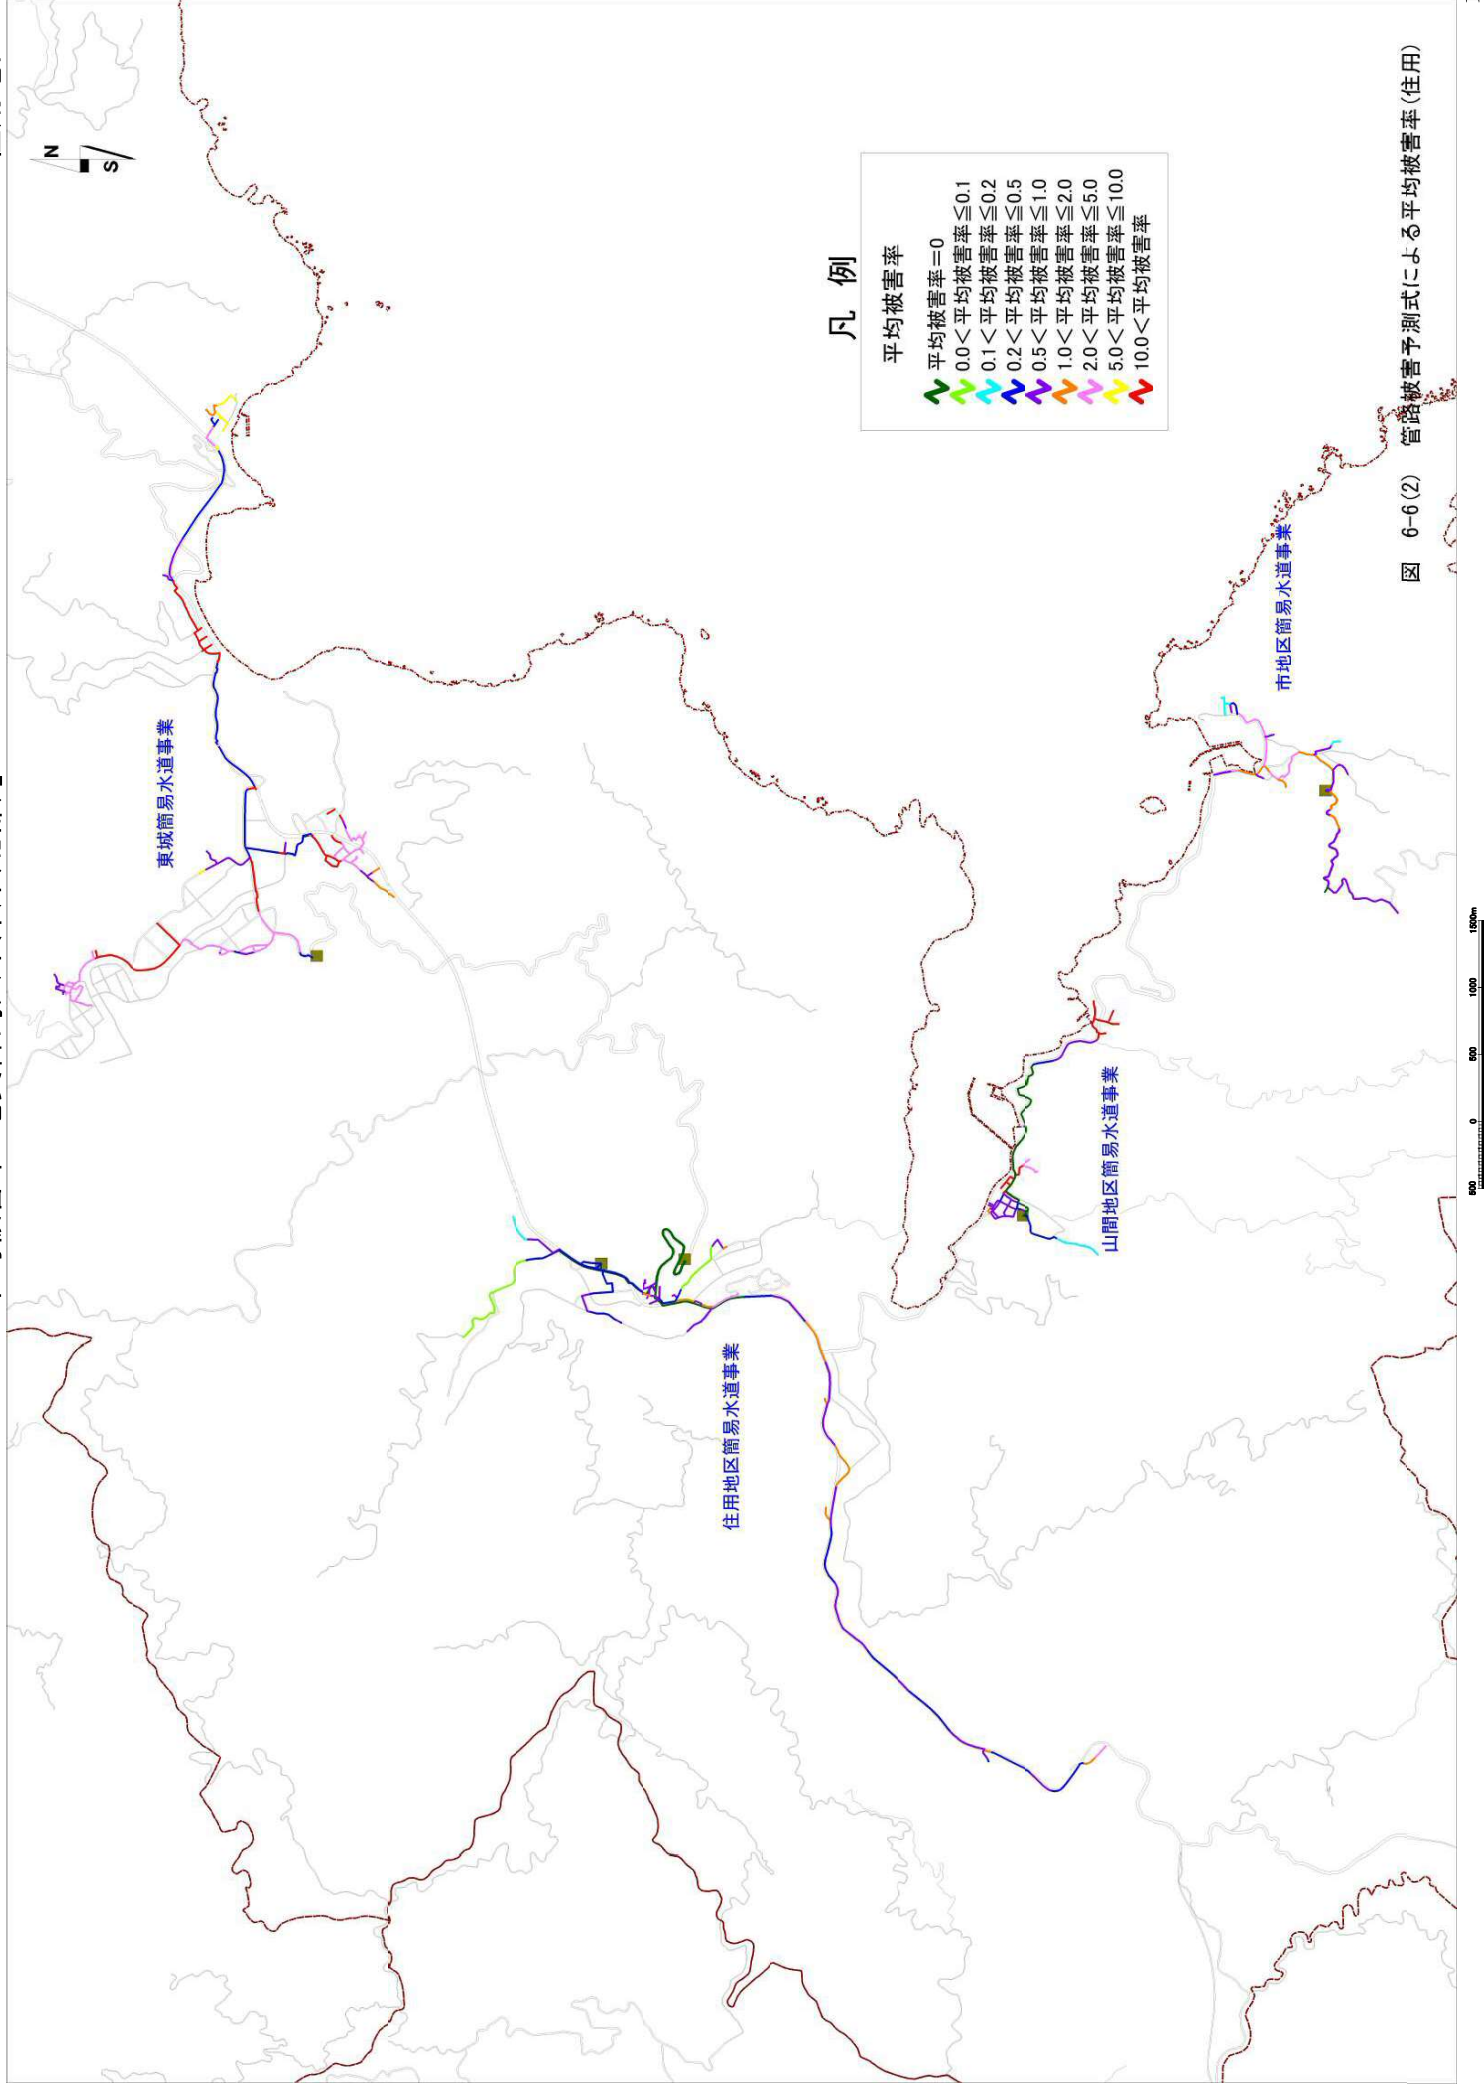 N
S
東城簡易水道事業
住用地区簡易水道事業
山間地区簡易水道事業
市地区簡易水道事業
凡 例
平均被害率
平均被害率=0
0.0<平均被害率≦0.1
0.1<平均被害率≦0.2
0.2<平均被害率≦0.5
0.5<平均被害率≦1.0
1.0<平均被害率≦2.0
2.0<平均被害率≦5.0
5.0<平均被害率≦10.0
10.0<平均被害率
500 0 500 1000 1500m
図 6-6(2) 管路被害予測式による平均被害率(住用)